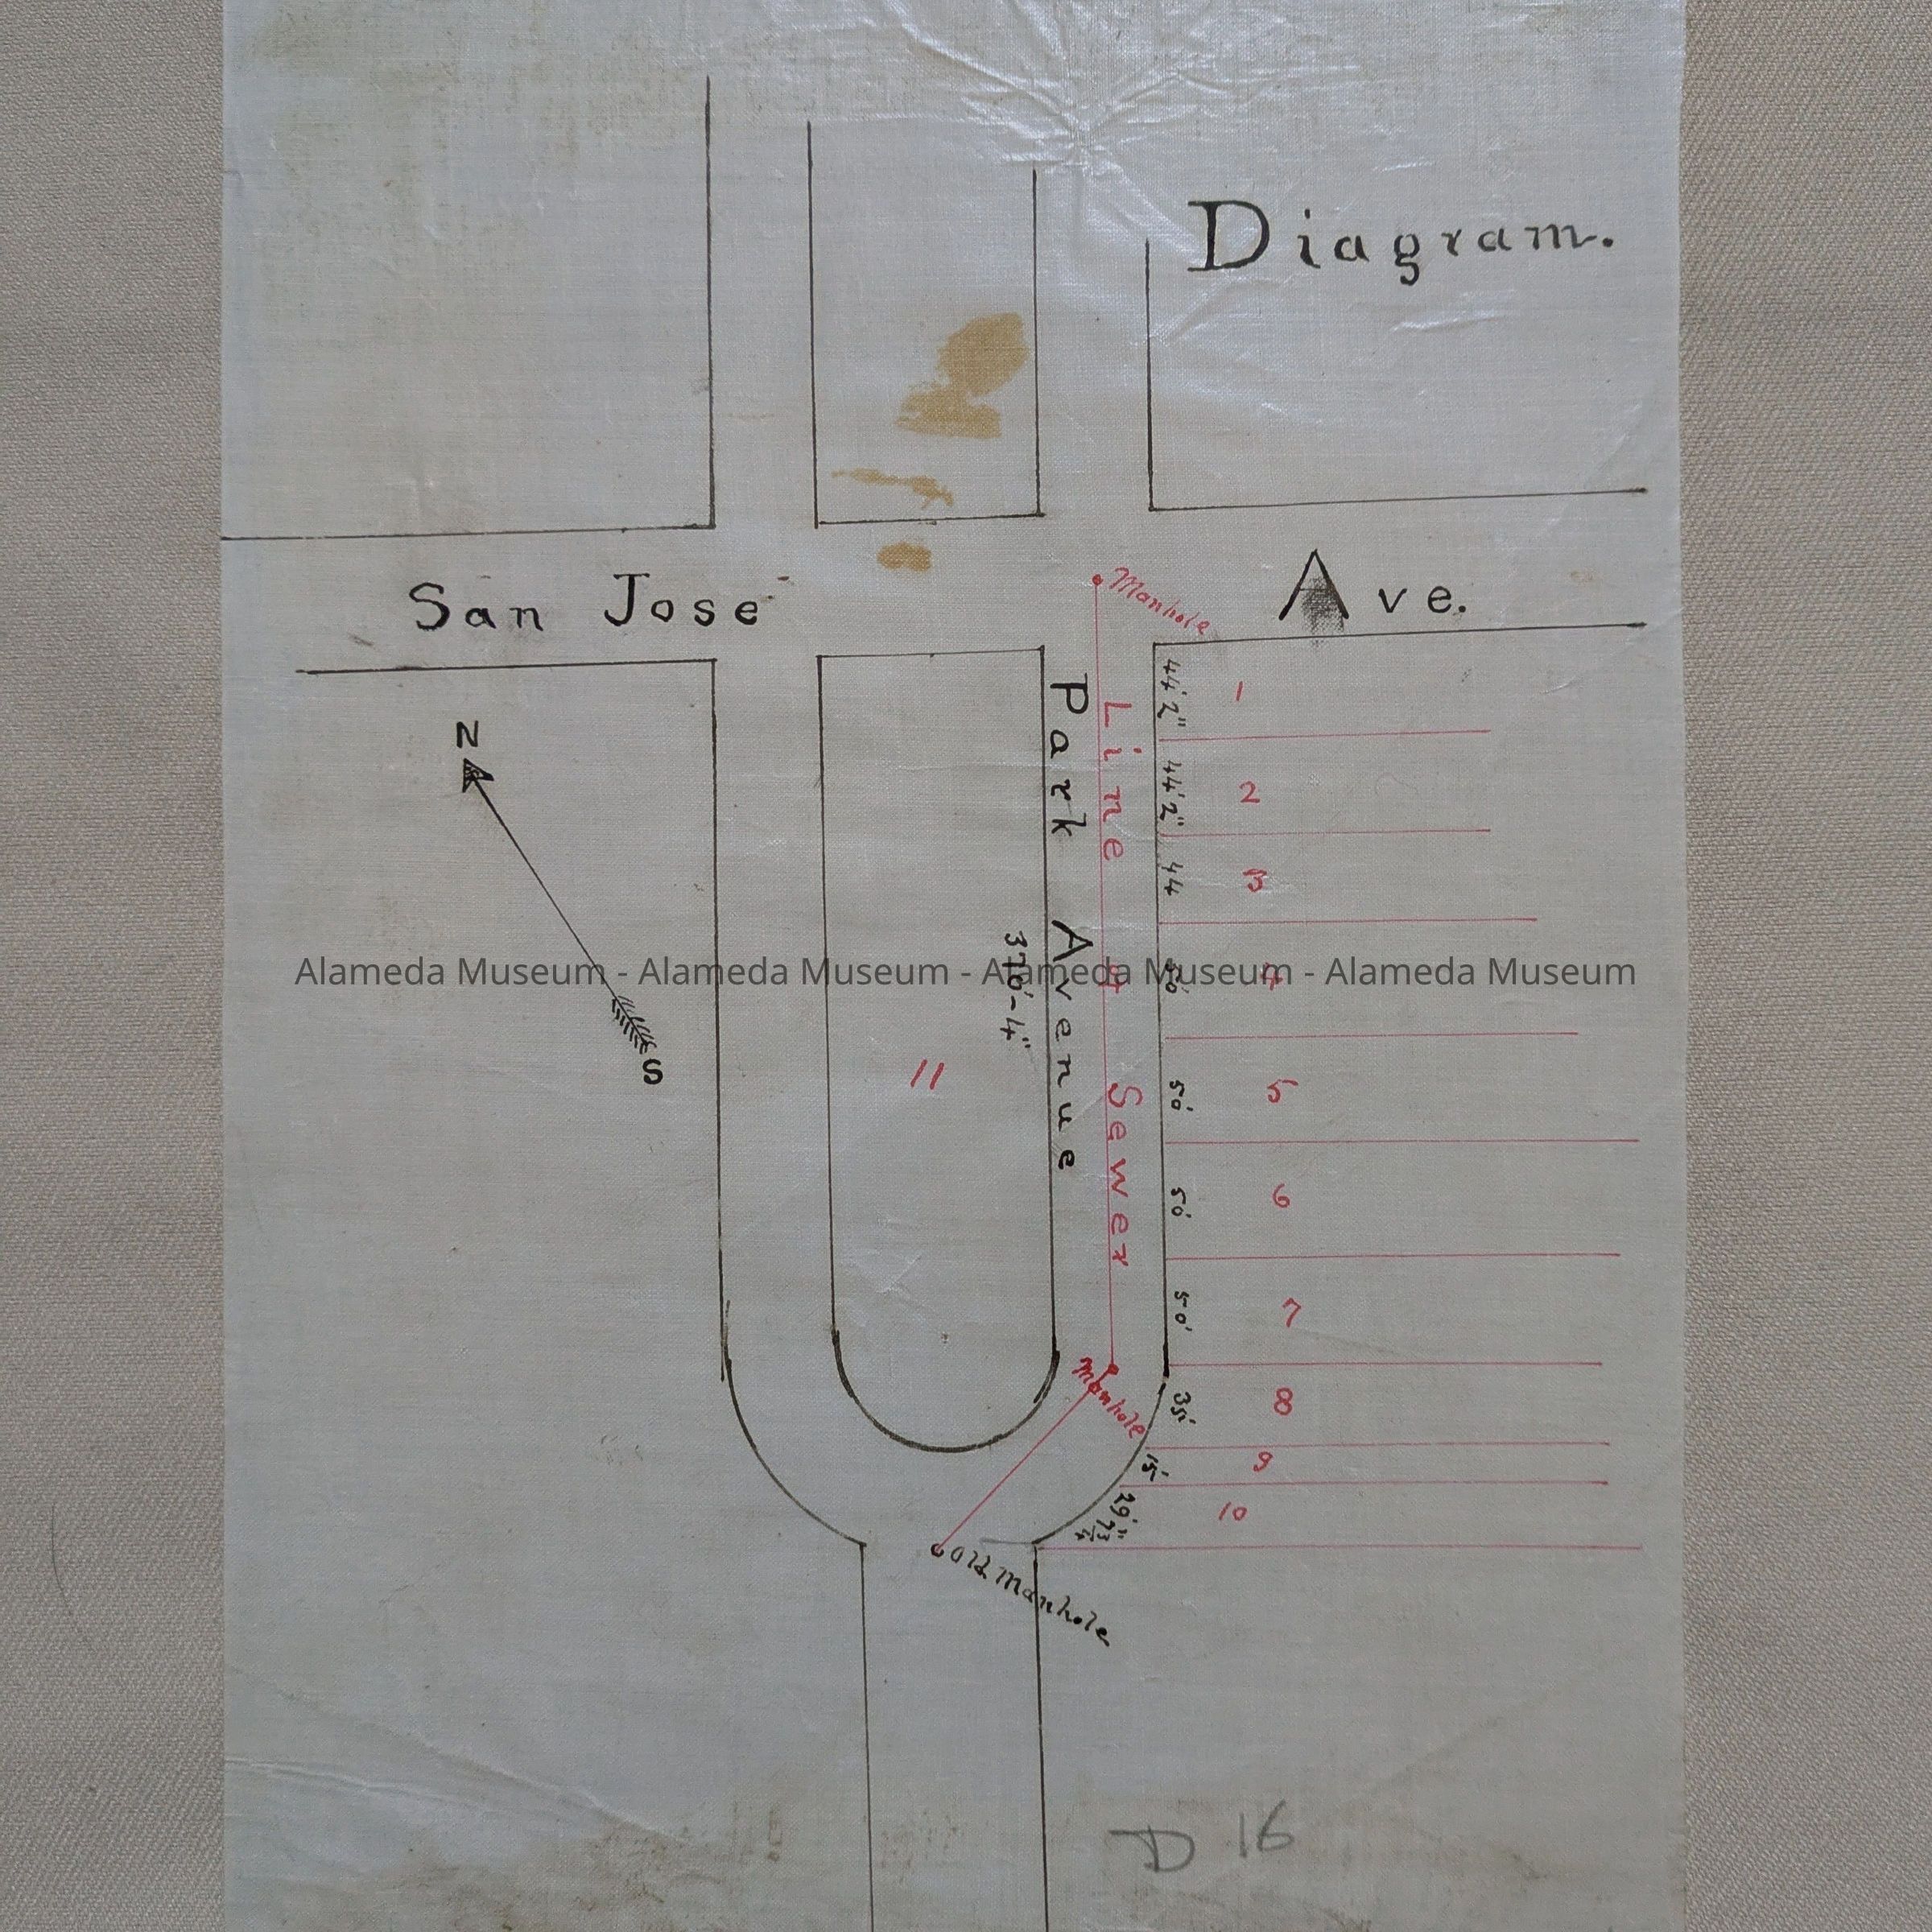 Diagram.
San Jose Ave.
Manhole
N
S
Park Avenue
376'-4"
Line of Sewer
44' 2"
1
44' 2"
2
44
3
50'
4
50'
5
50'
6
50'
7
35'
8
15'
9
10
11
Manhole
Old Manhole
D 16
Alameda Museum - Alameda Museum - Alameda Museum - Alameda Museum